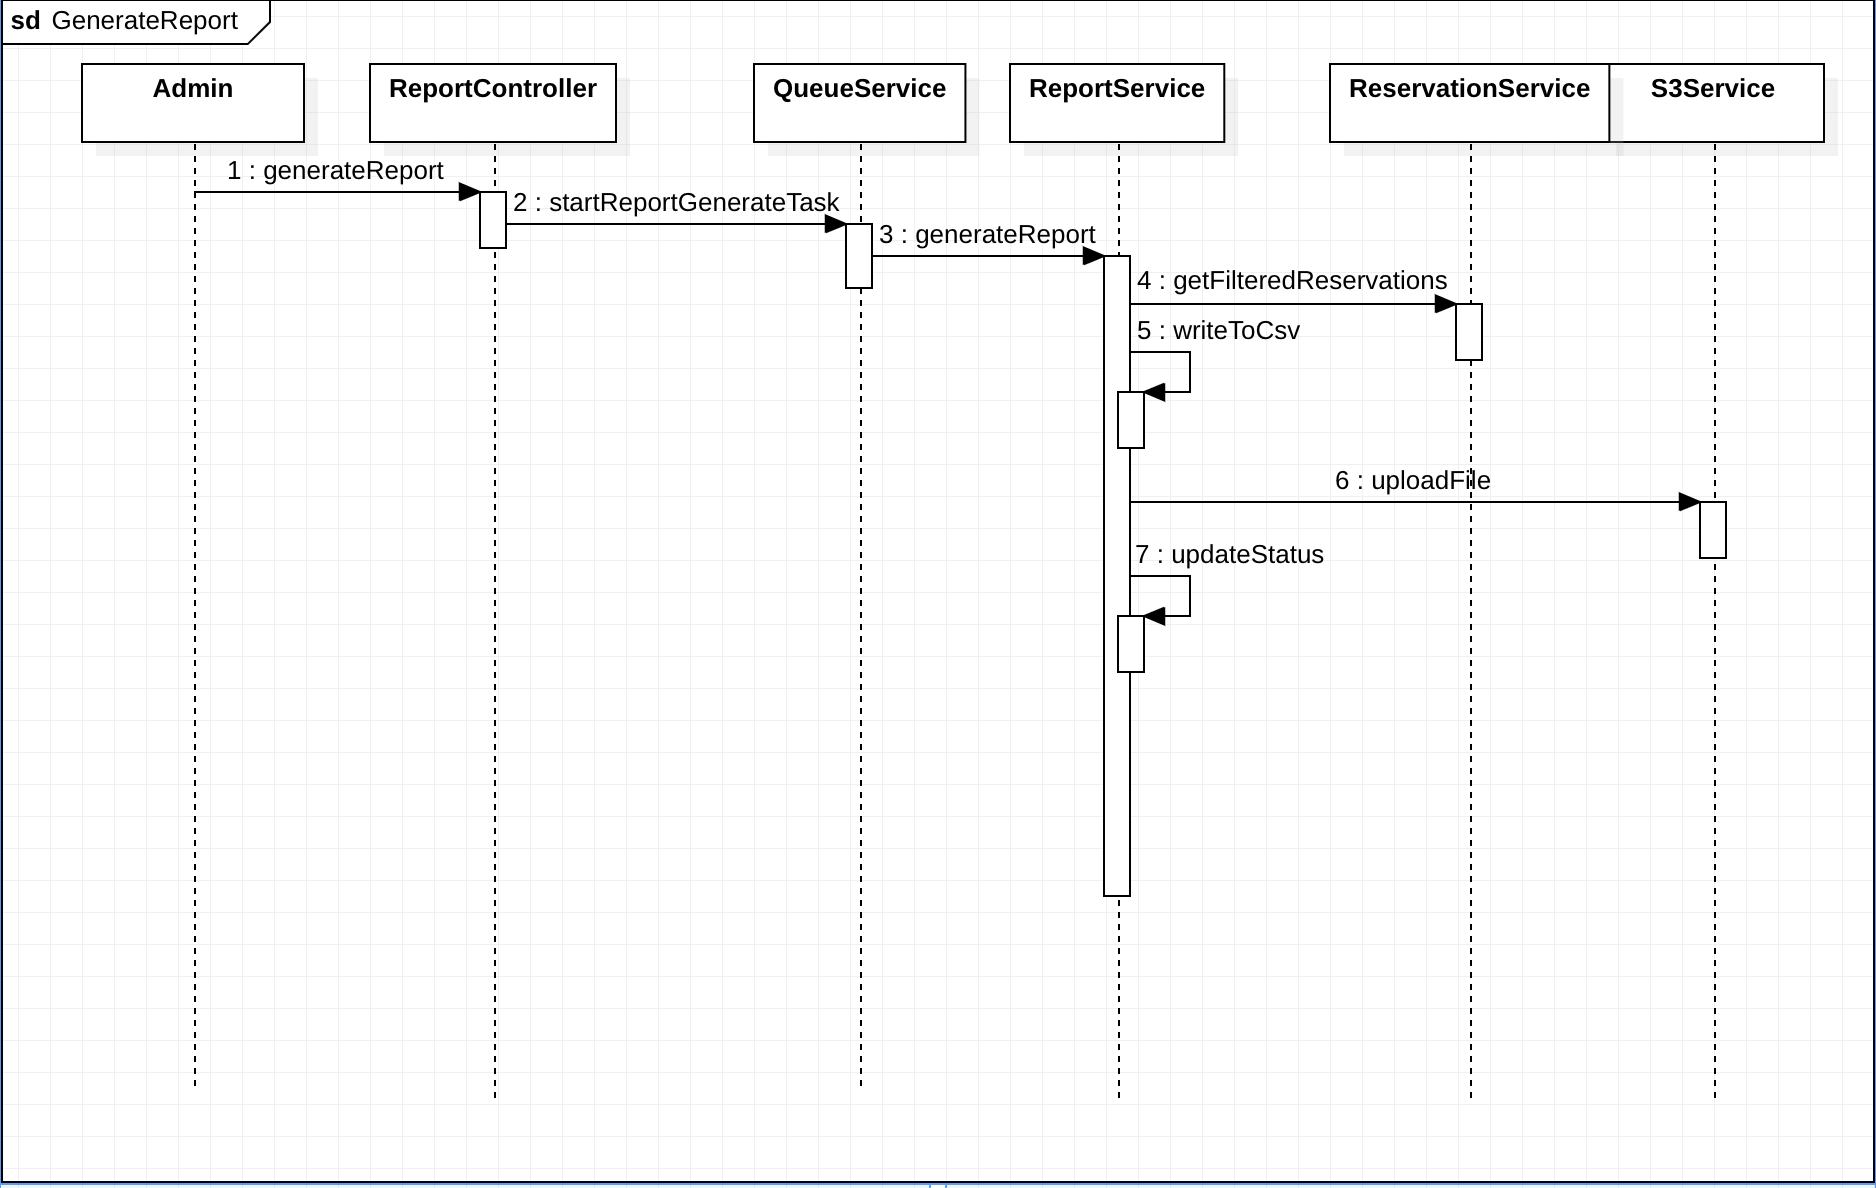 sd GenerateReport
Admin
ReportController
QueueService
ReportService
ReservationService
S3Service
1 : generateReport
2 : startReportGenerateTask
3 : generateReport
4 : getFilteredReservations
5 : writeToCsv
6 : uploadFile
7 : updateStatus